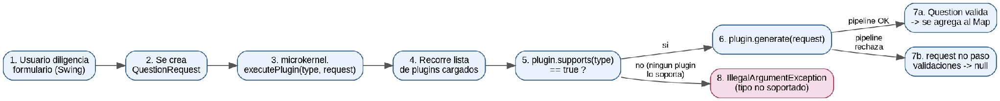 1. Usuario diligencia
formulario (Swing)
2. Se crea
QuestionRequest
3. microkernel.
executePlugin(type, request)
4. Recorre lista
de plugins cargados
5. plugin.supports(type)
== true ?
si
no (ningun plugin
lo soporta)
6. plugin.generate(request)
8. IllegalArgumentException
(tipo no soportado)
pipeline OK
pipeline
rechaza
7a. Question valida
-> se agrega al Map
7b. request no paso
validaciones -> null